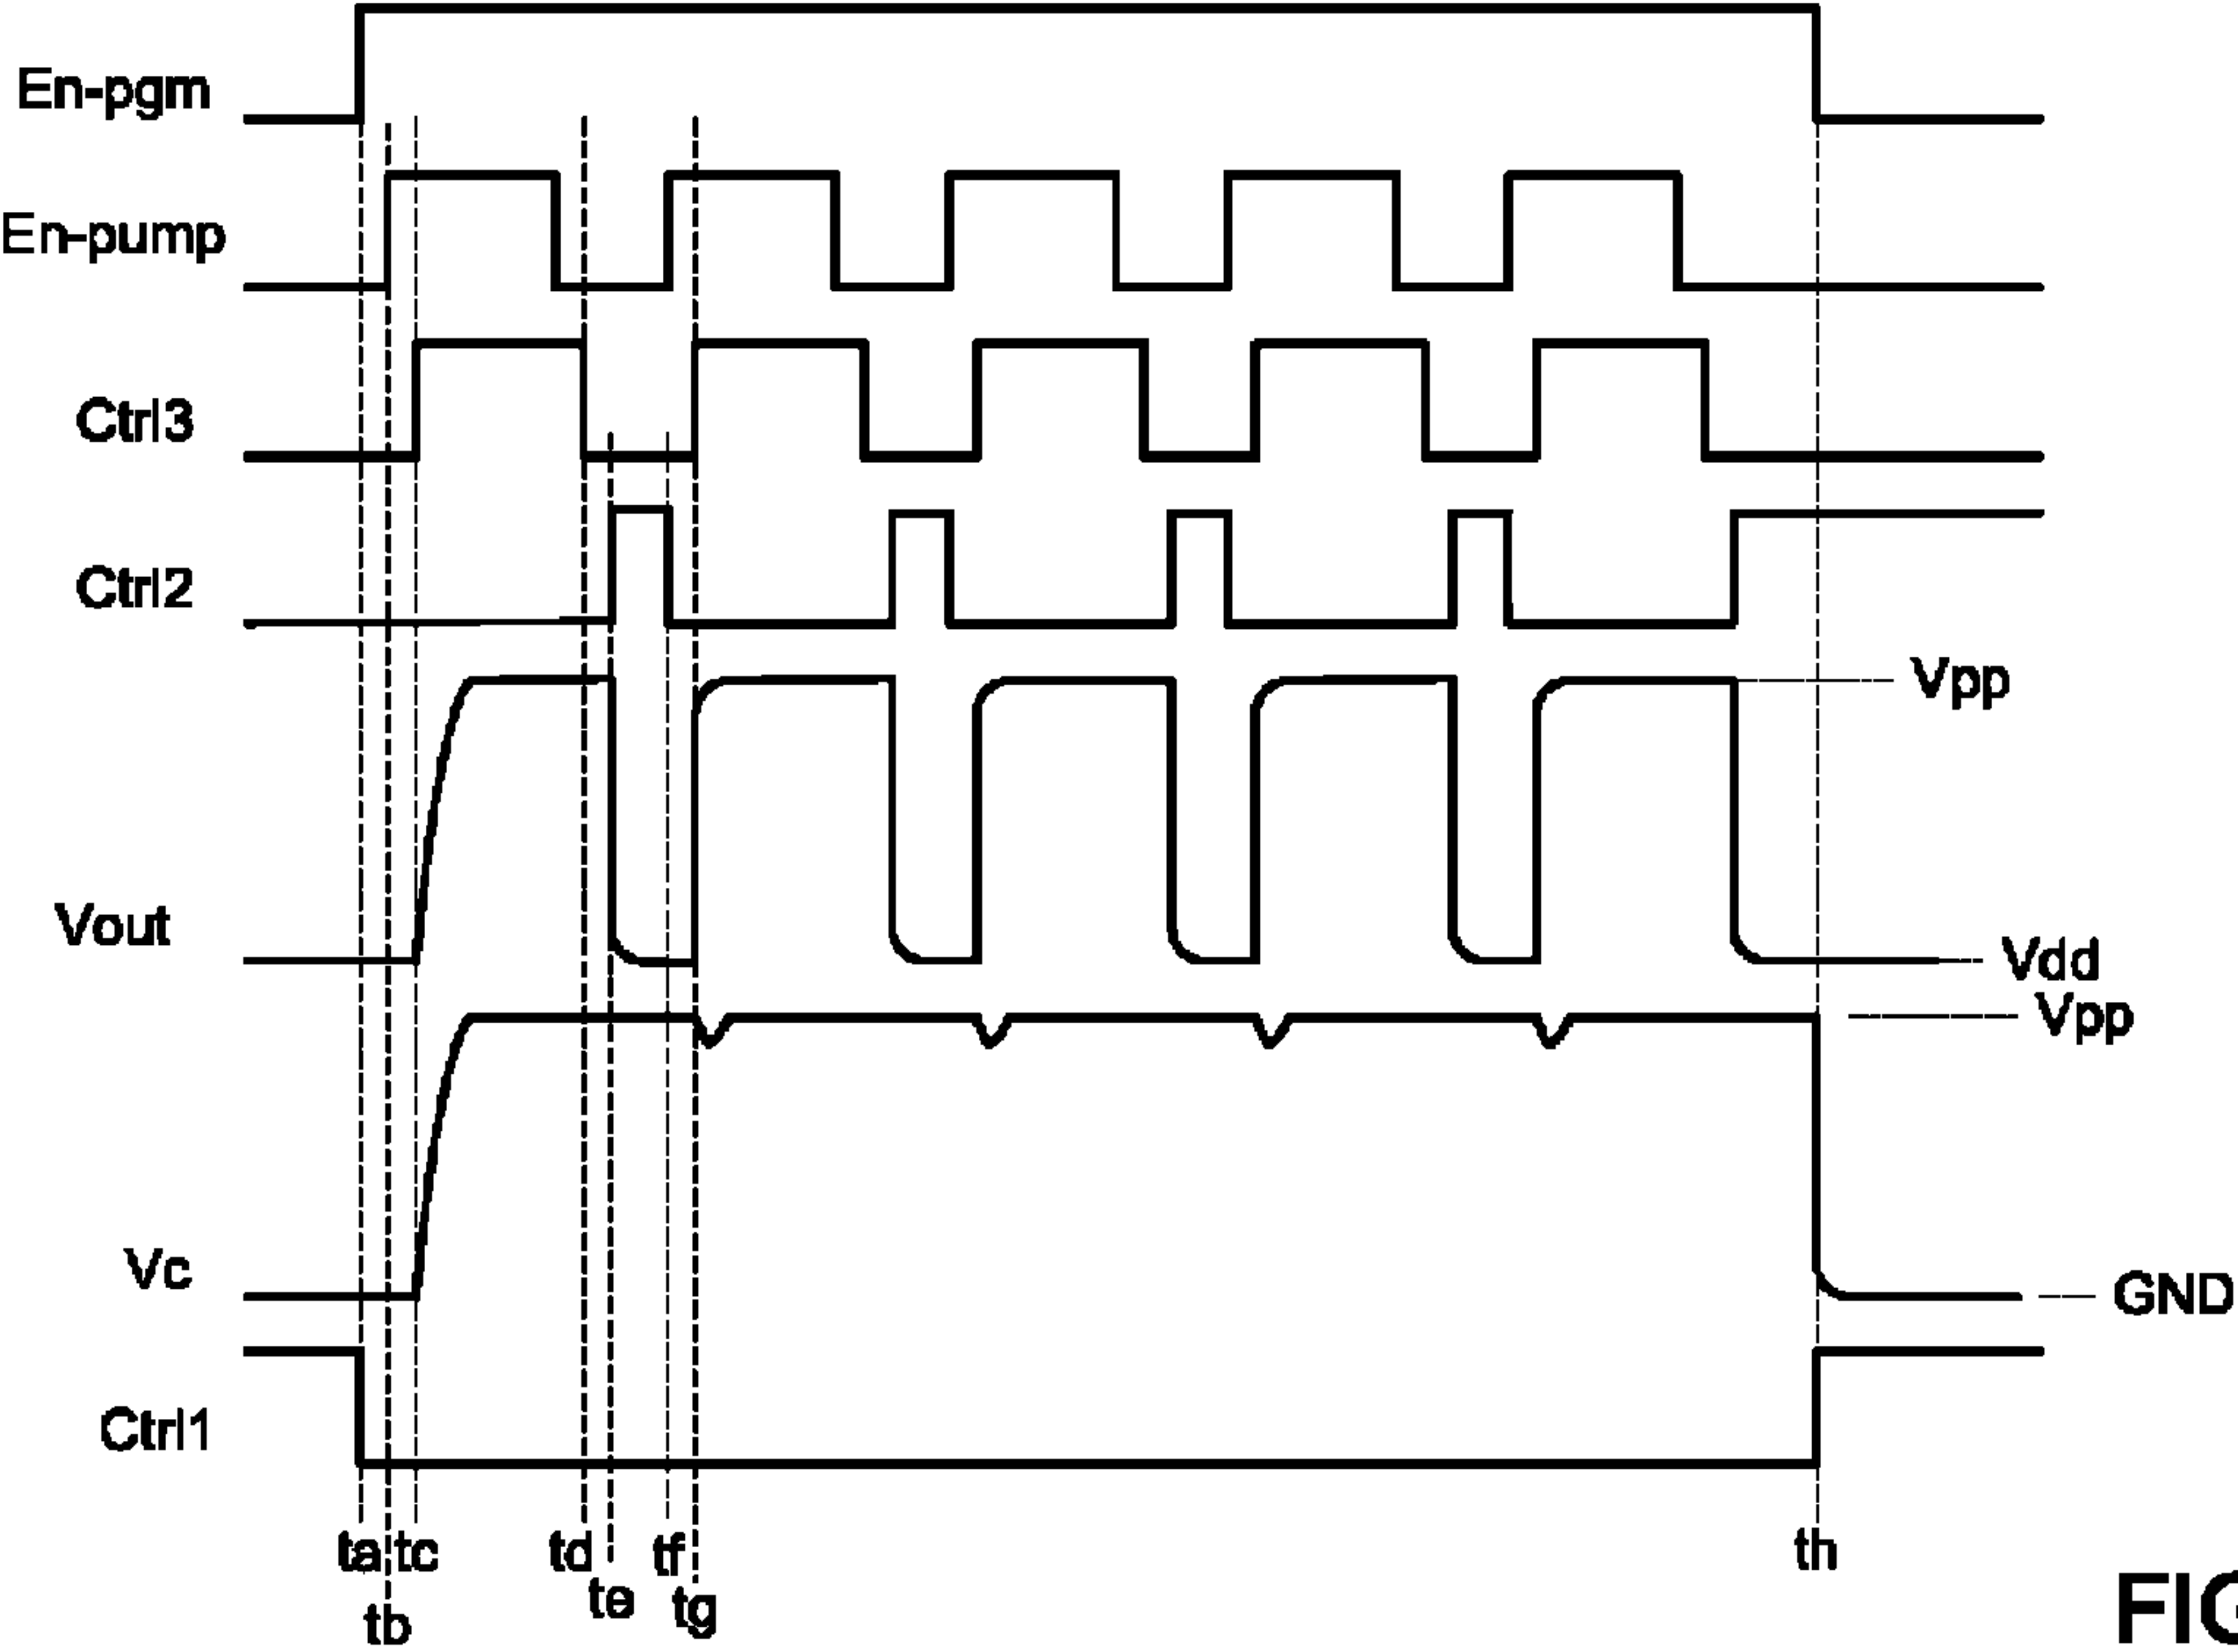 En-pgm
En-pump
Ctrl3
Ctrl2
Vpp
Vout
Vdd
Vpp
Vc
GND
Ctrl1
ta tc td tf th
te tg
tb